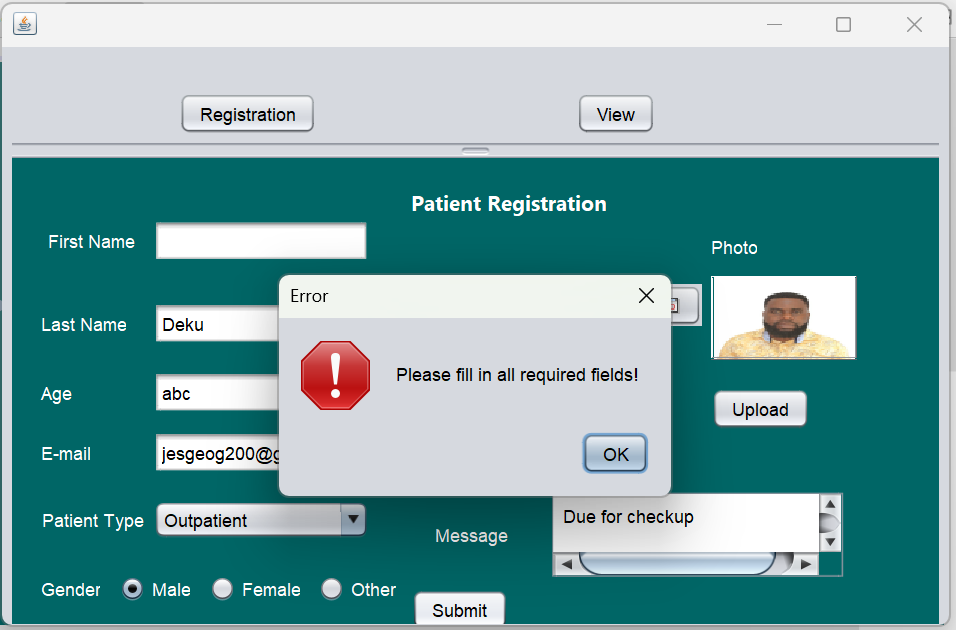 Registration
View
Patient Registration
First Name
Photo
Error
Last Name
Deku
Please fill in all required fields!
Age
abc
Upload
E-mail
jesgeog200@
OK
Patient Type
Outpatient
Due for checkup
Message
Gender
Male
Female
Other
Submit